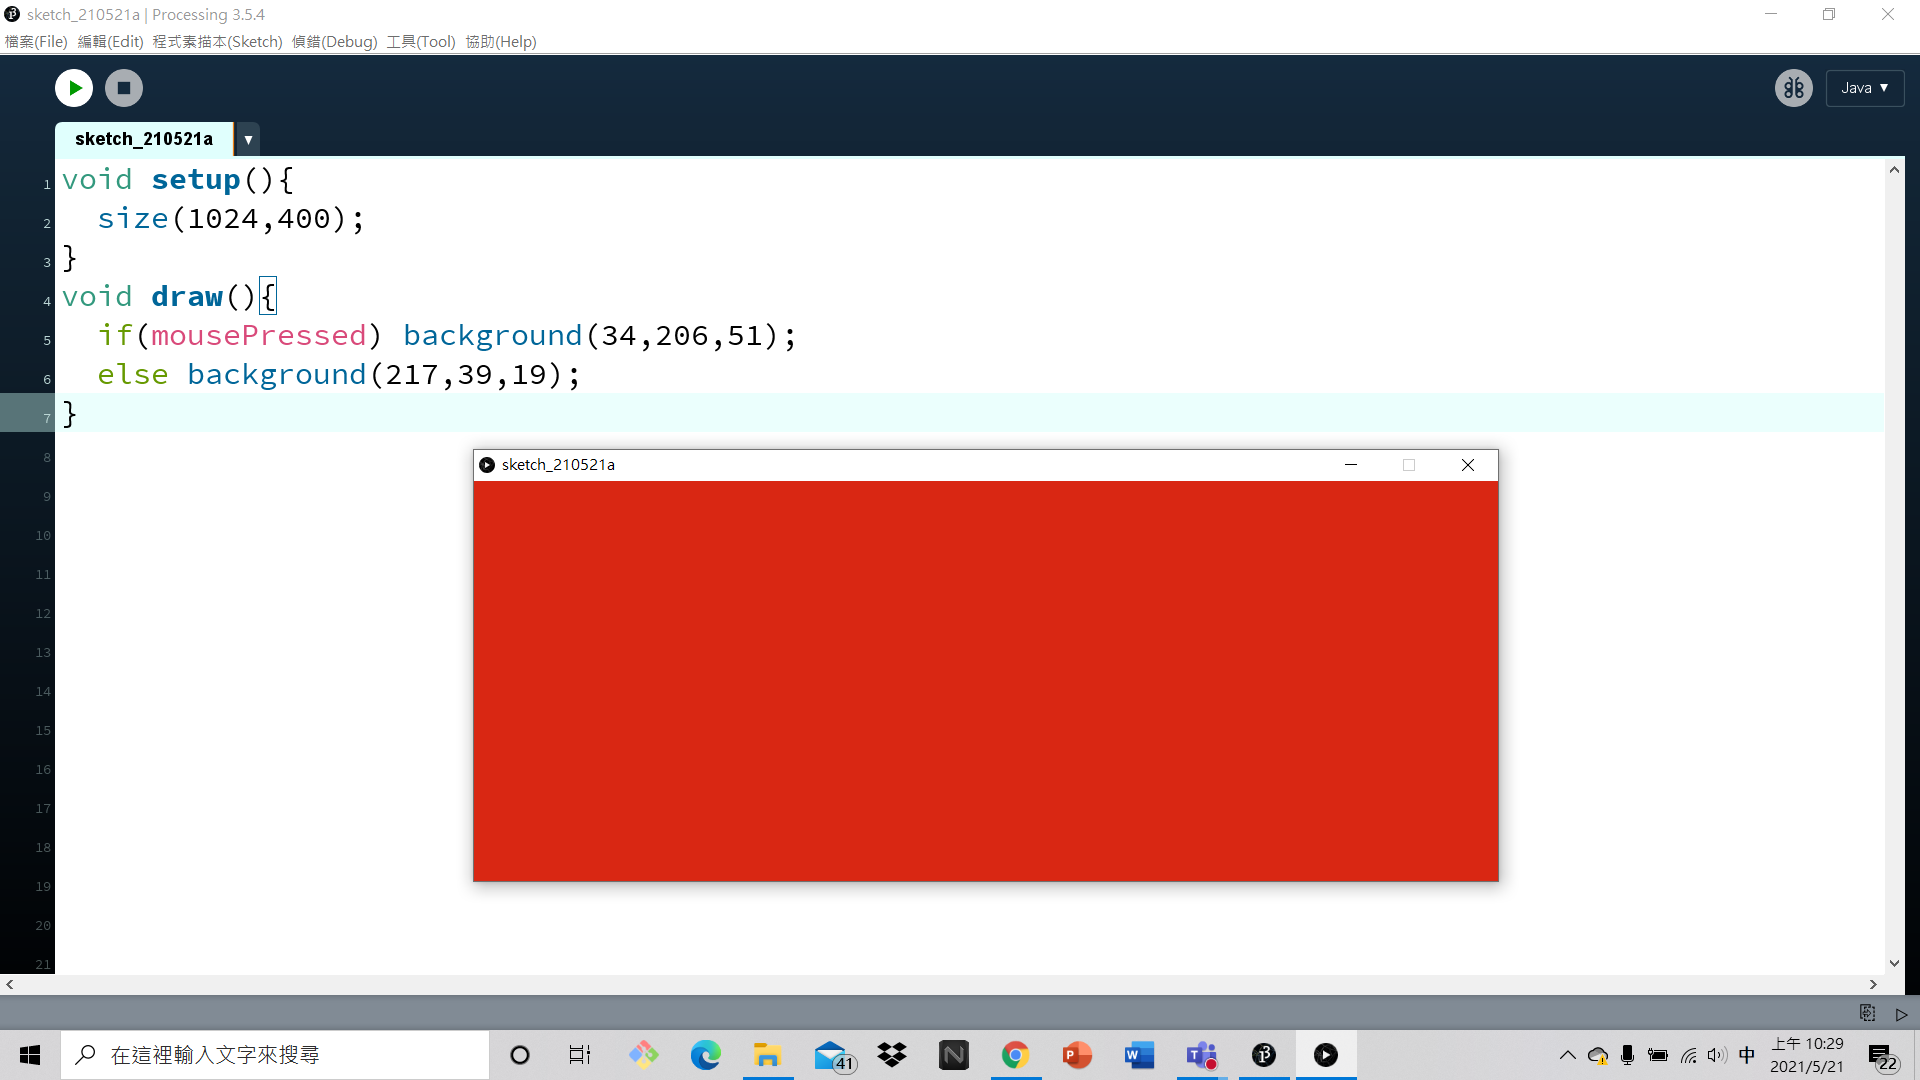 sketch_210521a | Processing 3.5.4
檔案(File) 編輯(Edit) 程式素描本(Sketch) 偵錯(Debug) 工具(Tool) 協助(Help)
Java ▼
sketch_210521a ▼
1 void setup(){
2   size(1024,400);
3 }
4 void draw(){
5   if(mousePressed) background(34,206,51);
6   else background(217,39,19);
7 }
8
sketch_210521a
9
10
11
12
13
14
15
16
17
18
19
20
21
在這裡輸入文字來搜尋
41
中
上午 10:29
2021/5/21
22